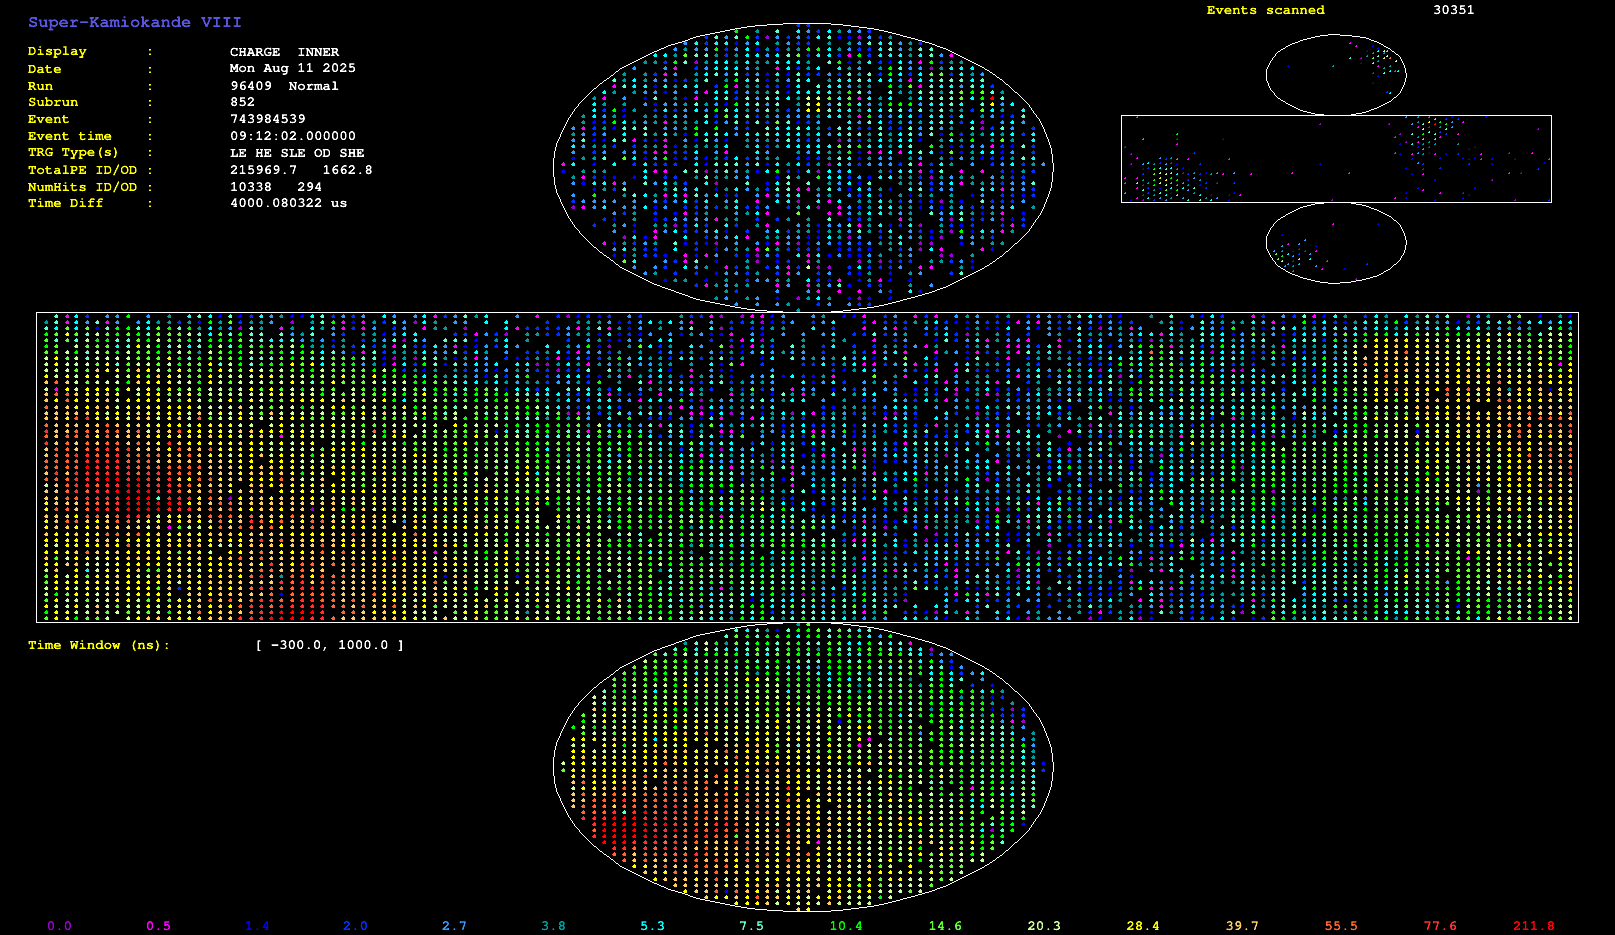 Super-Kamiokande VIII
Events scanned 30351
Display : CHARGE INNER
Date : Mon Aug 11 2025
Run : 96409 Normal
Subrun : 852
Event : 743984539
Event time : 09:12:02.000000
TRG Type(s) : LE HE SLE OD SHE
TotalPE ID/OD : 215969.7 1662.8
NumHits ID/OD : 10338 294
Time Diff : 4000.080322 us
Time Window (ns): [ -300.0, 1000.0 ]
0.0 0.5 1.4 2.0 2.7 3.8 5.3 7.5 10.4 14.6 20.3 28.4 39.7 55.5 77.6 211.8